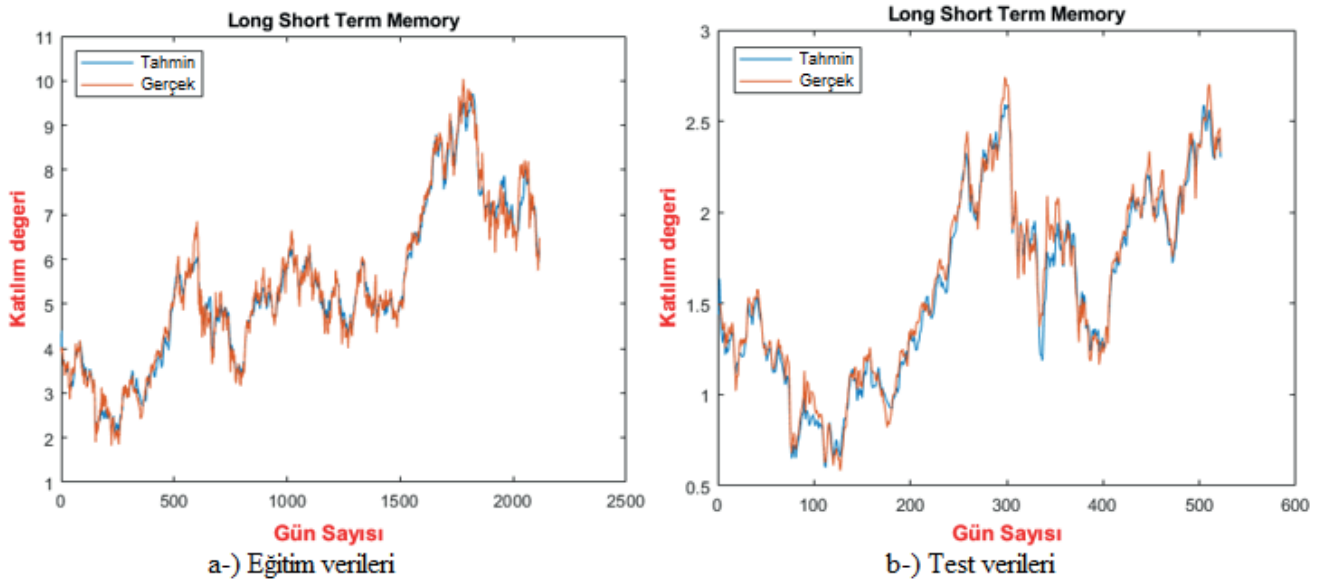 Long Short Term Memory
11
10
9
8
7
6
5
4
3
2
1
Tahmin
Gerçek
Katılım degeri
0
500
1000
1500
2000
2500
Gün Sayısı
a-) Eğitim verileri
Long Short Term Memory
3
2.5
2
1.5
1
0.5
Tahmin
Gerçek
Katılım degeri
0
100
200
300
400
500
600
Gün Sayısı
b-) Test verileri